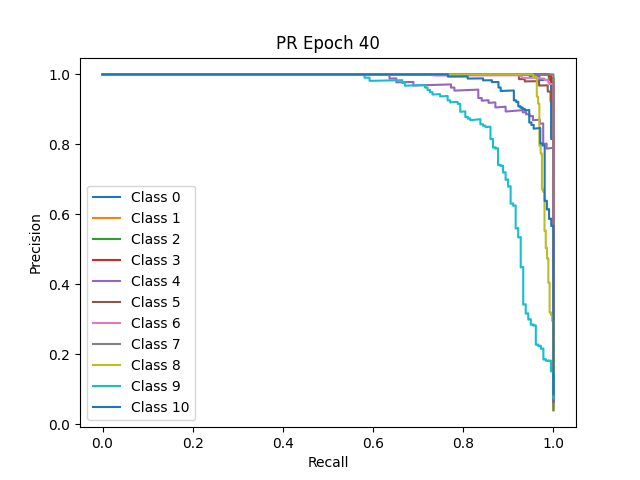 PR Epoch 40
1.0
0.8
0.6
0.4
0.2
0.0
Precision
Class 0
Class 1
Class 2
Class 3
Class 4
Class 5
Class 6
Class 7
Class 8
Class 9
Class 10
0.0 0.2 0.4 0.6 0.8 1.0
Recall